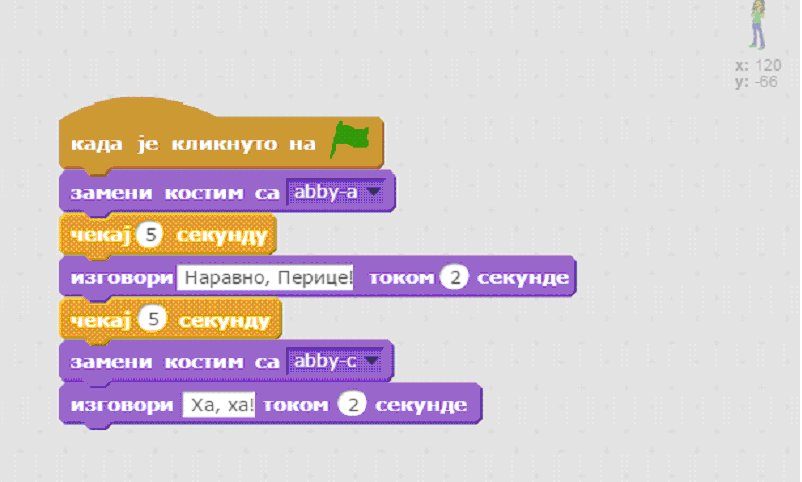 x: 120
y: -66
када је кликнуто на
замени костим са abby-a
чекај 5 секунду
изговори Наравно, Перице! током 2 секунде
чекај 5 секунду
замени костим са abby-c
изговори Ха, ха! током 2 секунде